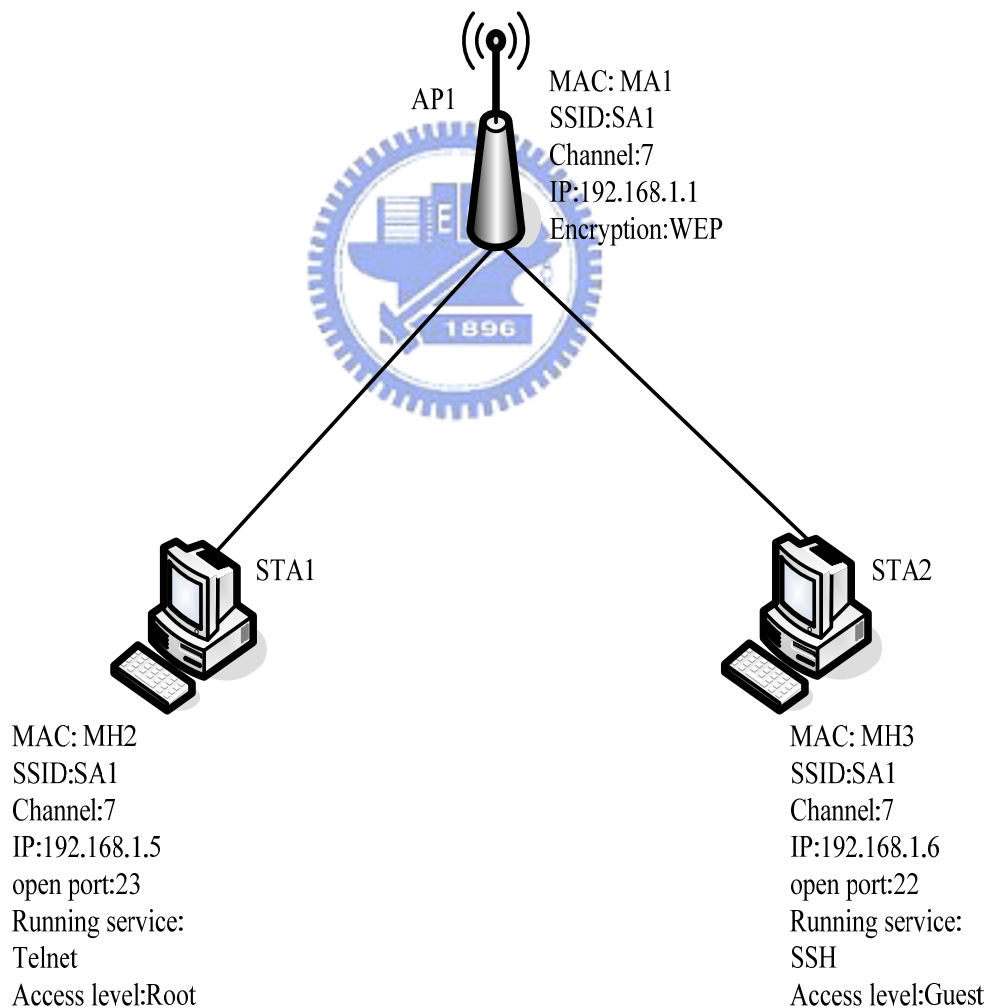 AP1
MAC: MA1
SSID:SA1
Channel:7
IP:192.168.1.1
Encryption:WEP
E
1896
STA1
MAC: MH2
SSID:SA1
Channel:7
IP:192.168.1.5
open port:23
Running service:
Telnet
Access level:Root
STA2
MAC: MH3
SSID:SA1
Channel:7
IP:192.168.1.6
open port:22
Running service:
SSH
Access level:Guest